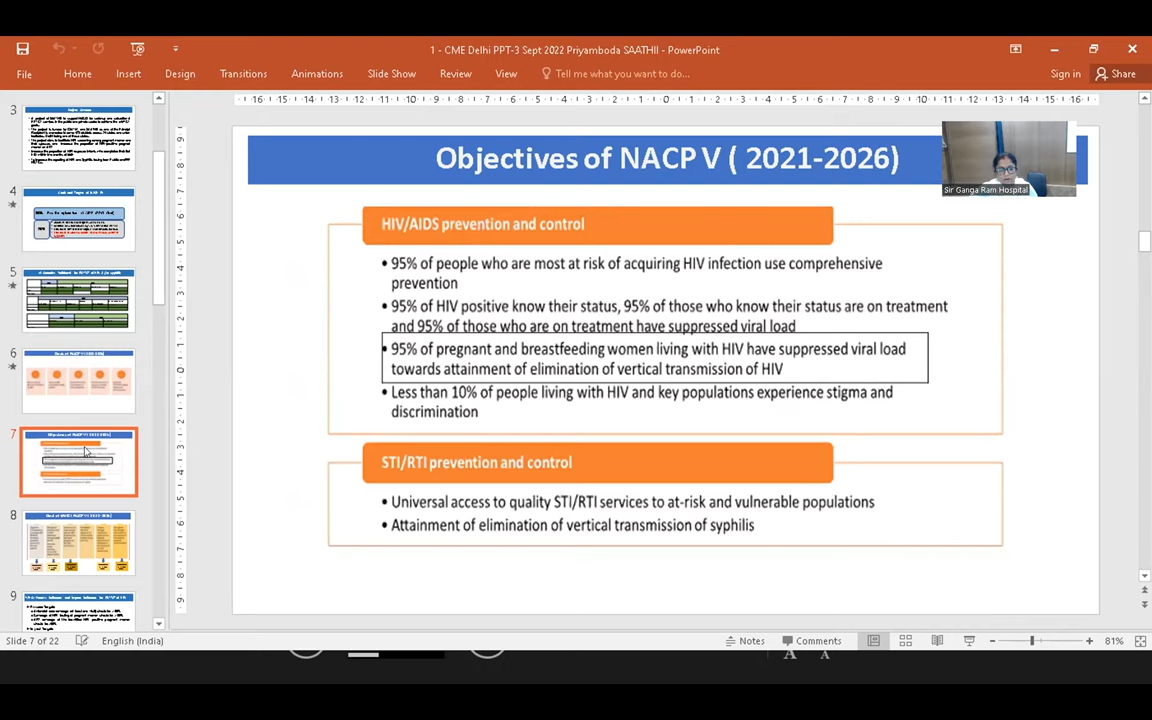 1 - CME Delhi PPT-3 Sept 2022 Priyamboda SAATHII - PowerPoint
File Home Insert Design Transitions Animations Slide Show Review View Tell me what you want to do... Sign in Share
3
4
5
6
7
8
9
Objectives of NACP V ( 2021-2026)
Sir Ganga Ram Hospital
HIV/AIDS prevention and control
• 95% of people who are most at risk of acquiring HIV infection use comprehensive
prevention
• 95% of HIV positive know their status, 95% of those who know their status are on treatment
and 95% of those who are on treatment have suppressed viral load
• 95% of pregnant and breastfeeding women living with HIV have suppressed viral load
towards attainment of elimination of vertical transmission of HIV
• Less than 10% of people living with HIV and key populations experience stigma and
discrimination
STI/RTI prevention and control
• Universal access to quality STI/RTI services to at-risk and vulnerable populations
• Attainment of elimination of vertical transmission of syphilis
Slide 7 of 22 English (India) Notes Comments 81%
A A